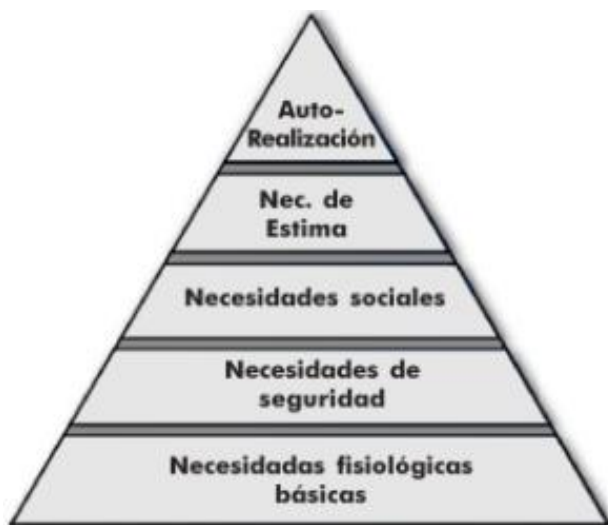 Auto-
Realización
Nec. de
Estima
Necesidades sociales
Necesidades de
seguridad
Necesidadas fisiológicas
básicas